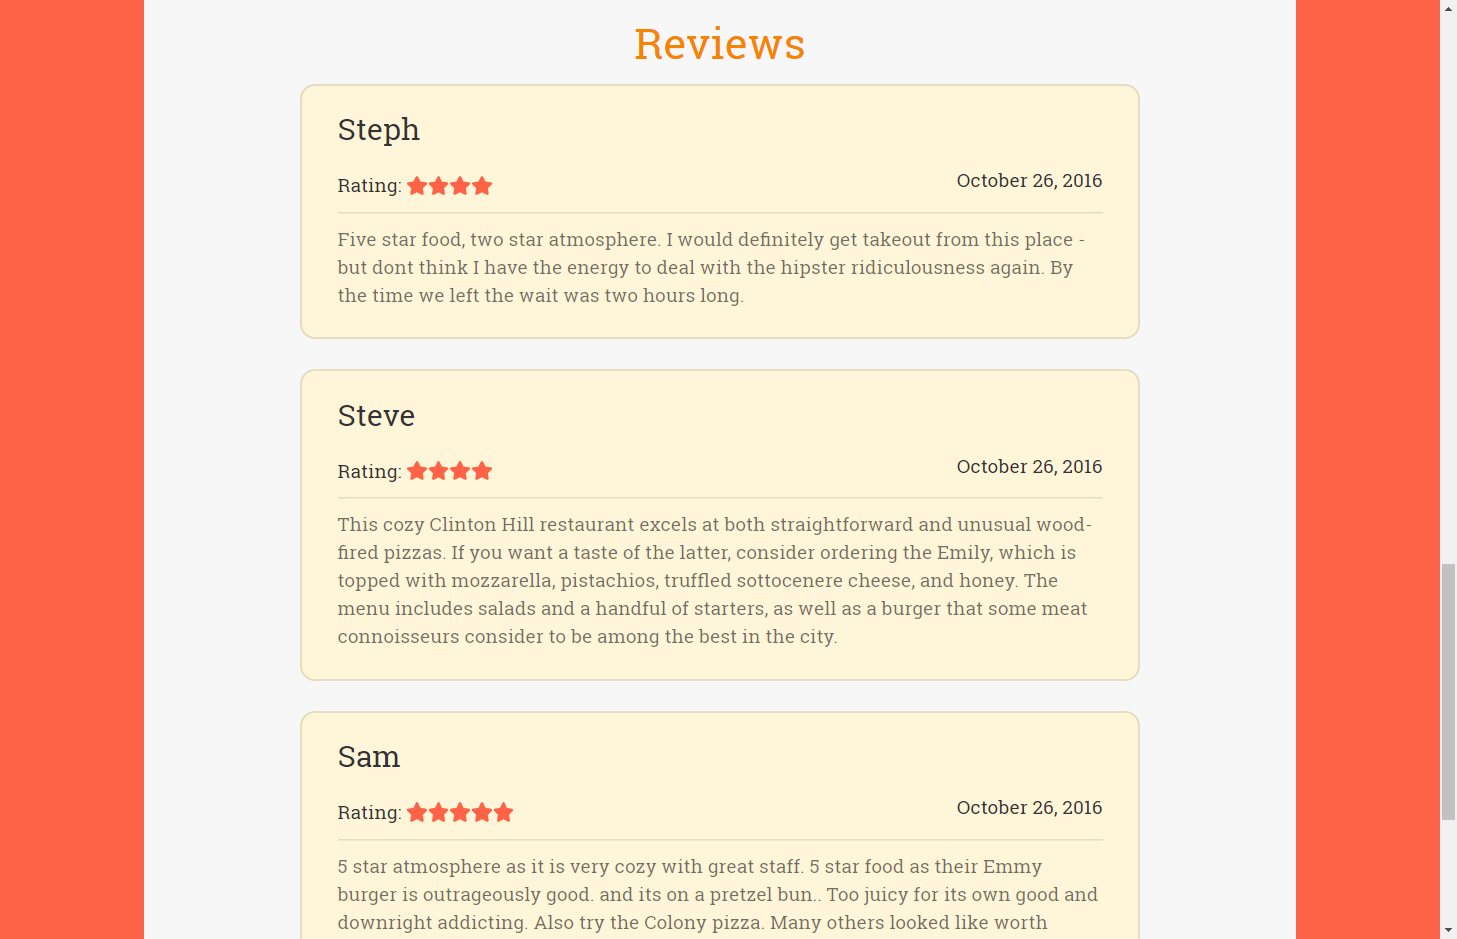 Reviews
Steph
Rating:
October 26, 2016
Five star food, two star atmosphere. I would definitely get takeout from this place -
but dont think I have the energy to deal with the hipster ridiculousness again. By
the time we left the wait was two hours long.
Steve
Rating:
October 26, 2016
This cozy Clinton Hill restaurant excels at both straightforward and unusual wood-
fired pizzas. If you want a taste of the latter, consider ordering the Emily, which is
topped with mozzarella, pistachios, truffled sottocenere cheese, and honey. The
menu includes salads and a handful of starters, as well as a burger that some meat
connoisseurs consider to be among the best in the city.
Sam
Rating:
October 26, 2016
5 star atmosphere as it is very cozy with great staff. 5 star food as their Emmy
burger is outrageously good. and its on a pretzel bun.. Too juicy for its own good and
downright addicting. Also try the Colony pizza. Many others looked like worth